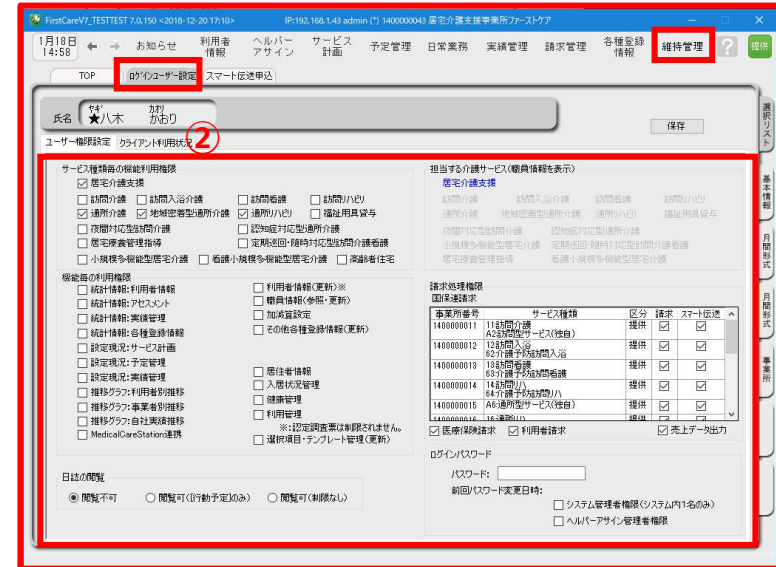 FirstCareV7_TESTTEST 7.0.150 <2018-12-20 17:10> IP:192.168.1.43 admin (*) 1400000043 居宅介護支援事業所ファーストケア
1月18日
14:58
お知らせ 利用者情報 ヘルパーアサイン サービス計画 予定管理 日常業務 実績管理 請求管理 各種登録情報 維持管理 ? 提供
TOP ログインユーザー設定 スマート伝送申込
ヤギ カオリ
氏名 ★八木 かおり
保存
ユーザー権限設定 クライアント利用状況
②
サービス種類毎の機能利用権限
居宅介護支援
訪問介護 訪問入浴介護 訪問看護 訪問リハビリ
通所介護 地域密着型通所介護 通所リハビリ 福祉用具貸与
夜間対応型訪問介護 認知症対応型通所介護
居宅療養管理指導 定期巡回・随時対応型訪問介護看護
小規模多機能型居宅介護 看護小規模多機能型居宅介護 高齢者住宅
機能毎の利用権限
統計情報:利用者情報
統計情報:アセスメント
統計情報:実績管理
統計情報:各種登録情報
設定現況:サービス計画
設定現況:予定管理
設定現況:実績管理
推移グラフ:利用者別推移
推移グラフ:事業者別推移
推移グラフ:自社実績推移
MedicalCareStation連携
利用者情報(更新)※
職員情報(参照・更新)
加減算設定
その他各種登録情報(更新)
居住者情報
入居状況管理
健康管理
利用管理
※:認定調査票は制限されません。
選択項目・テンプレート管理(更新)
日誌の閲覧
閲覧不可 閲覧可([行動予定]のみ) 閲覧可(制限なし)
担当する介護サービス(職員情報を表示)
居宅介護支援
訪問介護 訪問入浴介護 訪問看護 訪問リハビリ
通所介護 地域密着型通所介護 通所リハビリ 福祉用具貸与
夜間対応型訪問介護 認知症対応型通所介護
小規模多機能型居宅介護 定期巡回・随時対応型訪問介護看護
居宅療養管理指導 看護小規模多機能型居宅介護
請求処理権限
国保連請求
事業所番号 サービス種類 区分 請求 スマート伝送
1400000011 11訪問介護 提供
A2訪問型サービス(独自)
1400000012 12訪問入浴 提供
62介護予防訪問入浴
1400000013 13訪問看護 提供
63介護予防訪問看護
1400000014 14訪問リハ 提供
64介護予防訪問リハ
1400000015 A6通所型サービス(独自) 提供
1400000016 16通所リハ 提供
医療保険請求 利用者請求 売上データ出力
ログインパスワード
パスワード:
前回パスワード変更日時:
システム管理者権限(システム内1名のみ)
ヘルパーアサイン管理者権限
選択リスト
基本情報
月間形式
月間形式
事業所